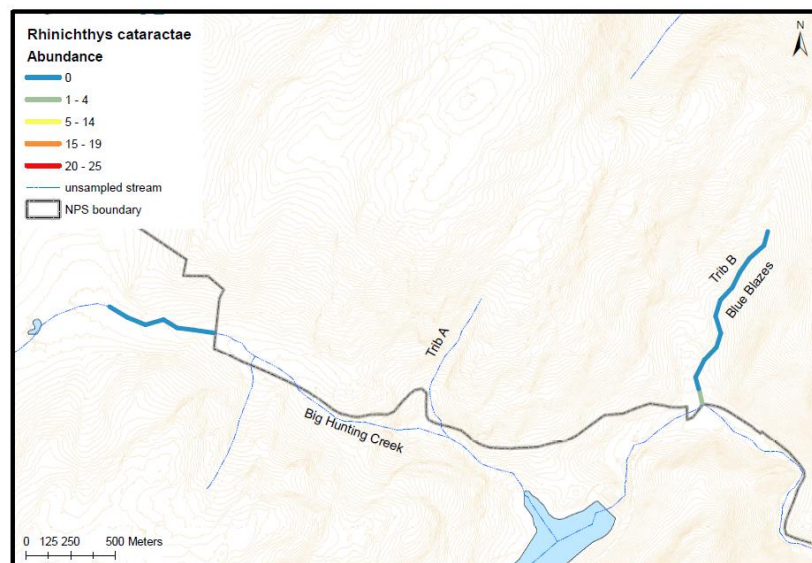 Rhinichthys cataractae
Abundance
0
1 - 4
5 - 14
15 - 19
20 - 25
unsampled stream
NPS boundary
N
Trib B
Blue Blazes
Trib A
Big Hunting Creek
0 125 250 500 Meters